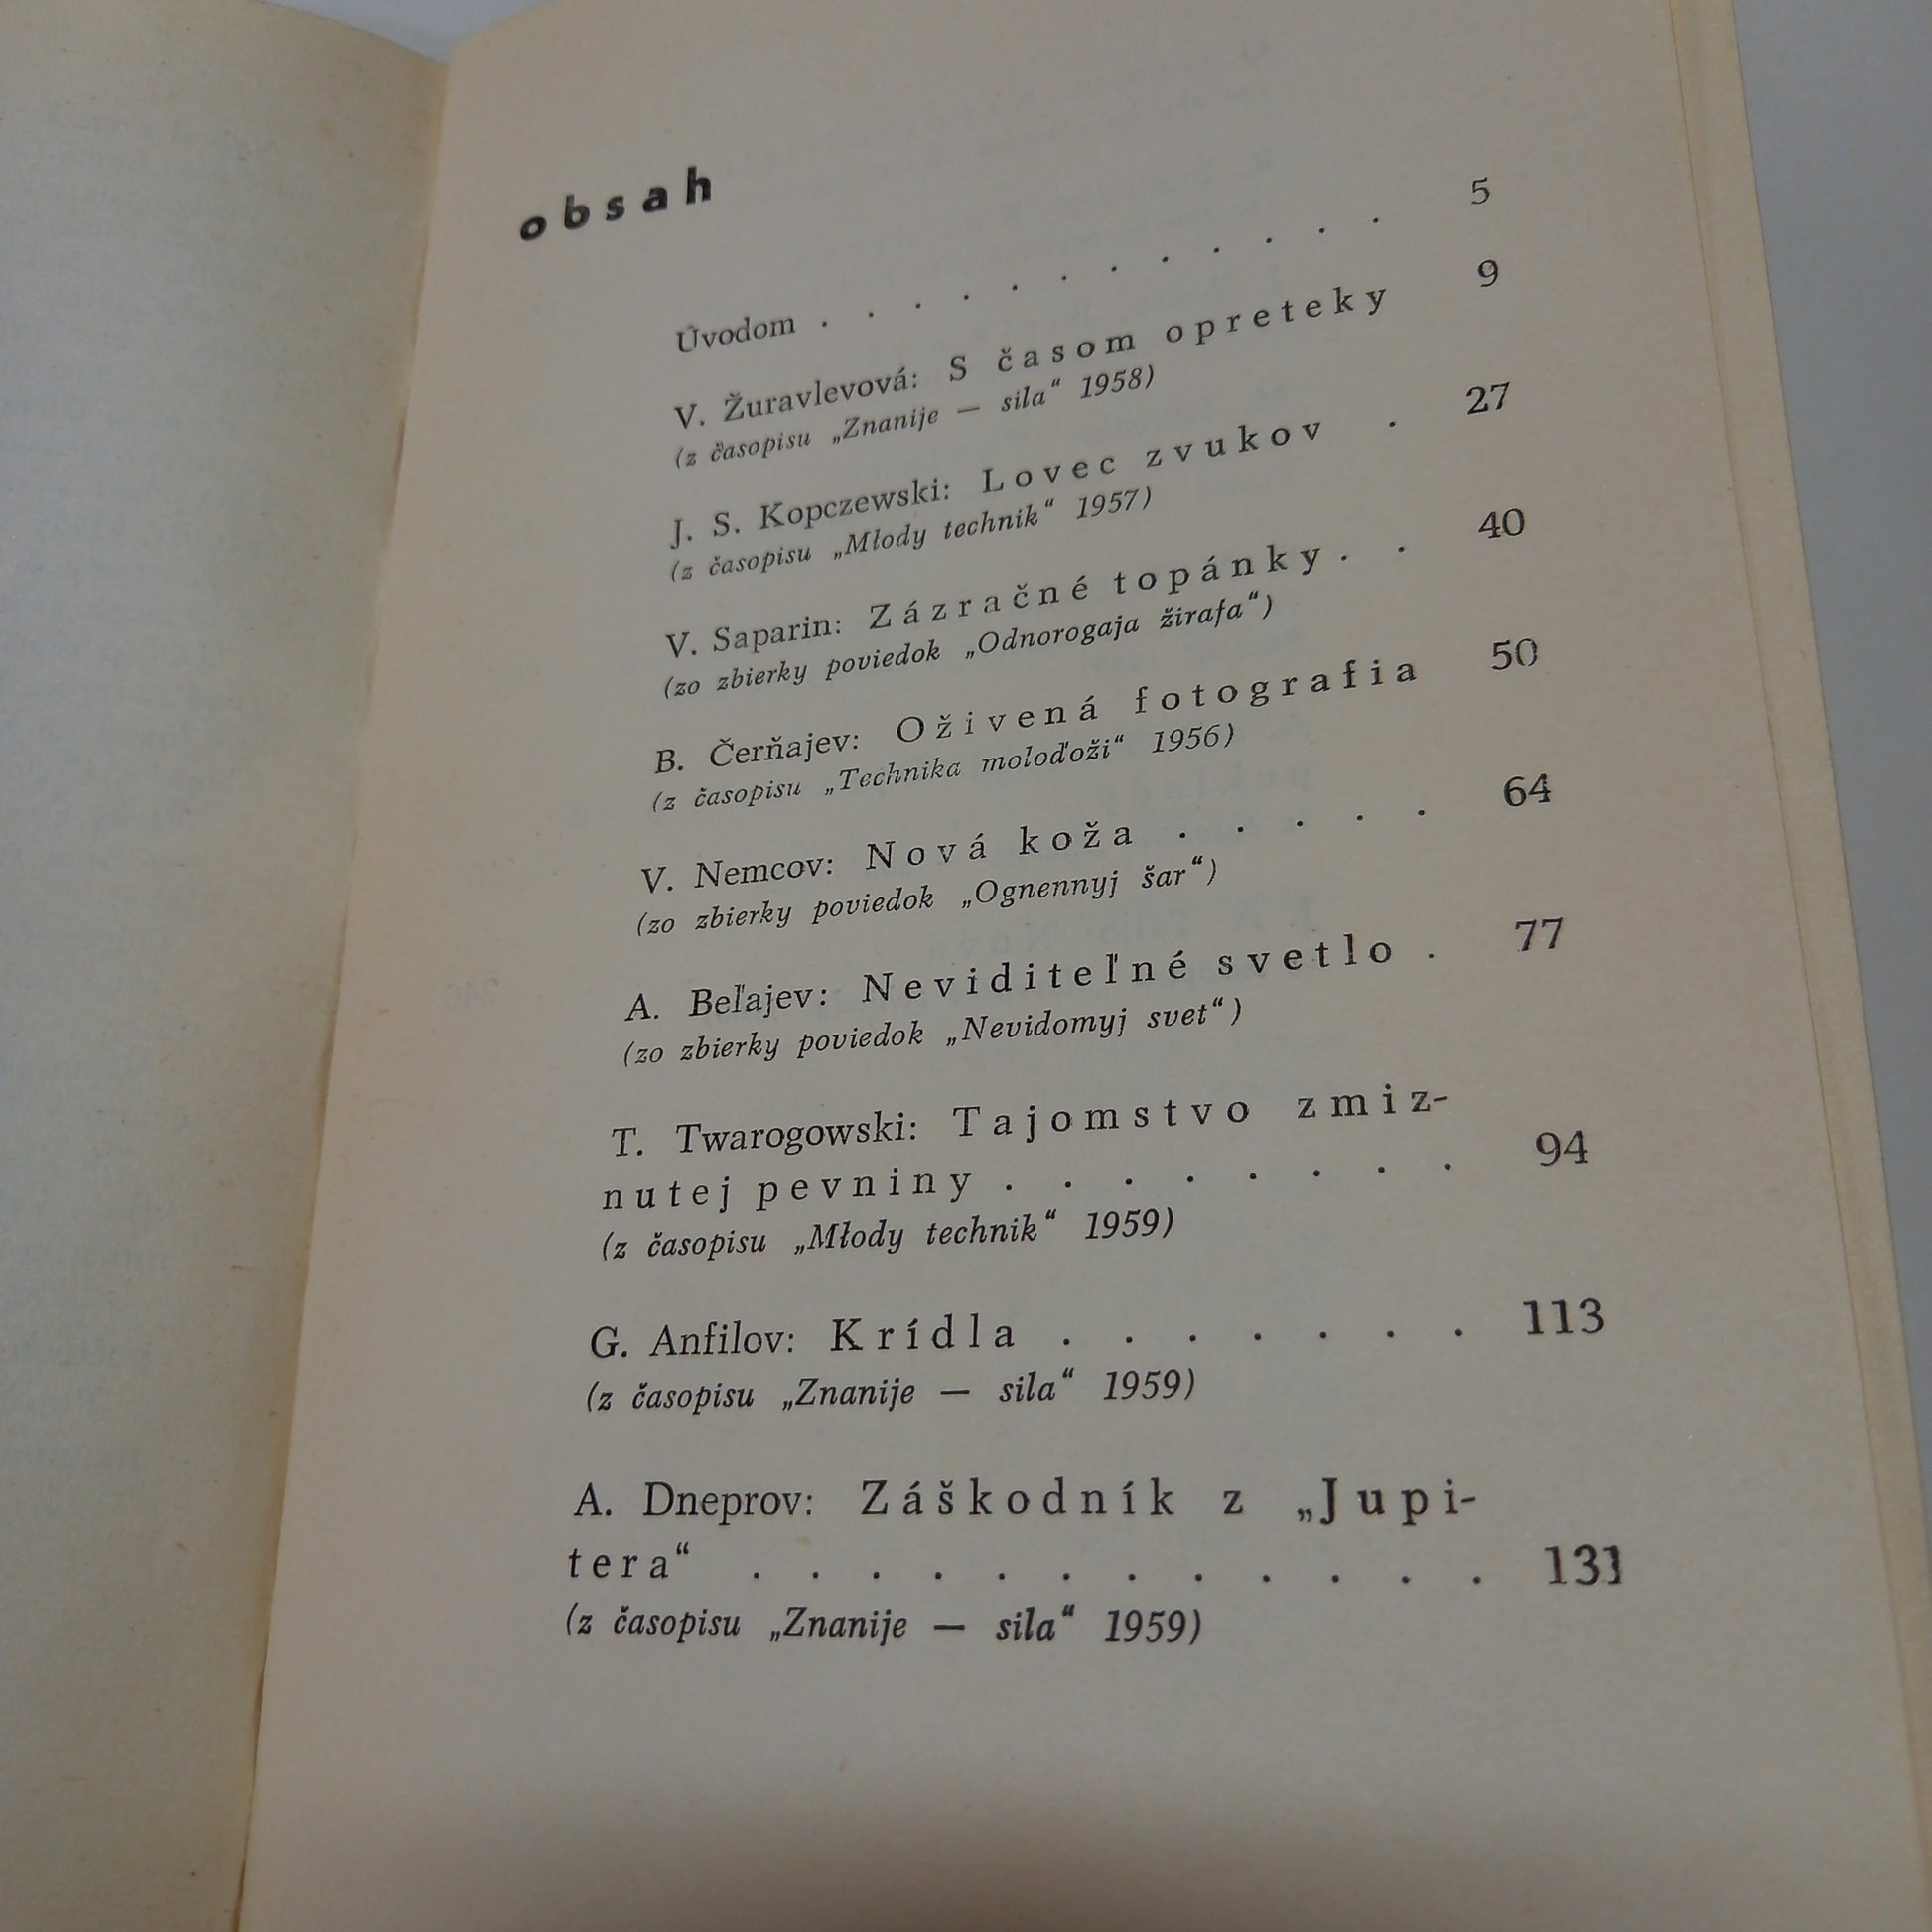 obsah
Úvodom . . . . . . . . . . . . 5
V. Žuravlevová: S časom opreteky 9
(z časopisu „Znanije — sila“ 1958)
J. S. Kopczewski: Lovec zvukov . 27
(z časopisu „Młody technik“ 1957)
V. Saparin: Zázračné topánky . . 40
(zo zbierky poviedok „Odnorogaja žirafa“)
B. Čerňajev: Oživená fotografia 50
(z časopisu „Technika moloďoži“ 1956)
V. Nemcov: Nová koža . . . . . 64
(zo zbierky poviedok „Ognennyj šar“)
A. Beľajev: Neviditeľné svetlo . 77
(zo zbierky poviedok „Nevidomyj svet“)
T. Twarogowski: Tajomstvo zmiz-
nutej pevniny . . . . . . . . 94
(z časopisu „Młody technik“ 1959)
G. Anfilov: Krídla . . . . . . . 113
(z časopisu „Znanije — sila“ 1959)
A. Dneprov: Záškodník z „Jupi-
tera“ . . . . . . . . . . . . 131
(z časopisu „Znanije — sila“ 1959)